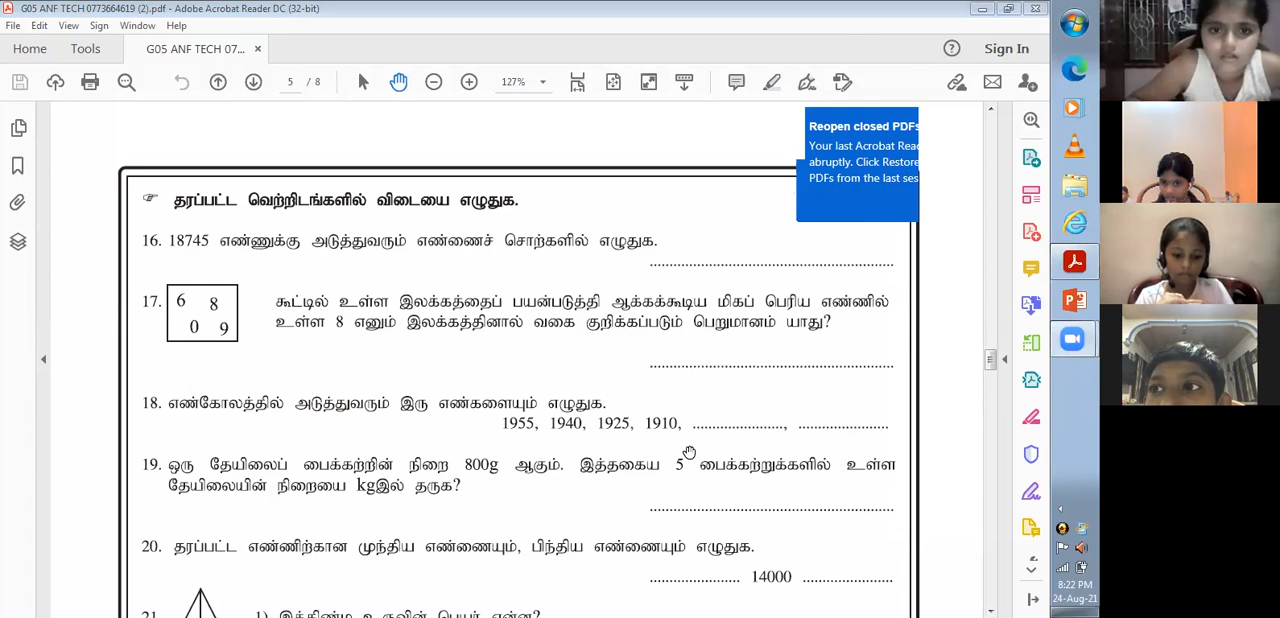 G05 ANF TECH 0773664619 (2).pdf - Adobe Acrobat Reader DC (32-bit)
File Edit View Sign Window Help
Home Tools G05 ANF TECH 07... × Sign In
5 / 8 127%
Reopen closed PDFs
Your last Acrobat Rea
abruptly. Click Restore
PDFs from the last ses
தரப்பட்ட வெற்றிடங்களில் விடையை எழுதுக.
16. 18745 எண்ணுக்கு அடுத்துவரும் எண்ணைச் சொற்களில் எழுதுக.
..................................................
17. 6 8
0 9
கூட்டில் உள்ள இலக்கத்தைப் பயன்படுத்தி ஆக்கக்கூடிய மிகப் பெரிய எண்ணில்
உள்ள 8 எனும் இலக்கத்தினால் வகை குறிக்கப்படும் பெறுமானம் யாது?
..................................................
18. எண்கோலத்தில் அடுத்துவரும் இரு எண்களையும் எழுதுக.
1955, 1940, 1925, 1910, ......................, ......................
19. ஒரு தேயிலைப் பைக்கற்றின் நிறை 800g ஆகும். இத்தகைய 5 பைக்கற்றுக்களில் உள்ள
தேயிலையின் நிறையை kgஇல் தருக?
..................................................
20. தரப்பட்ட எண்ணிற்கான முந்திய எண்ணையும், பிந்திய எண்ணையும் எழுதுக.
...................... 14000 ......................
21. 1) இத்திண்ம உருவின் பெயர் என்ன?
8:22 PM
24-Aug-21